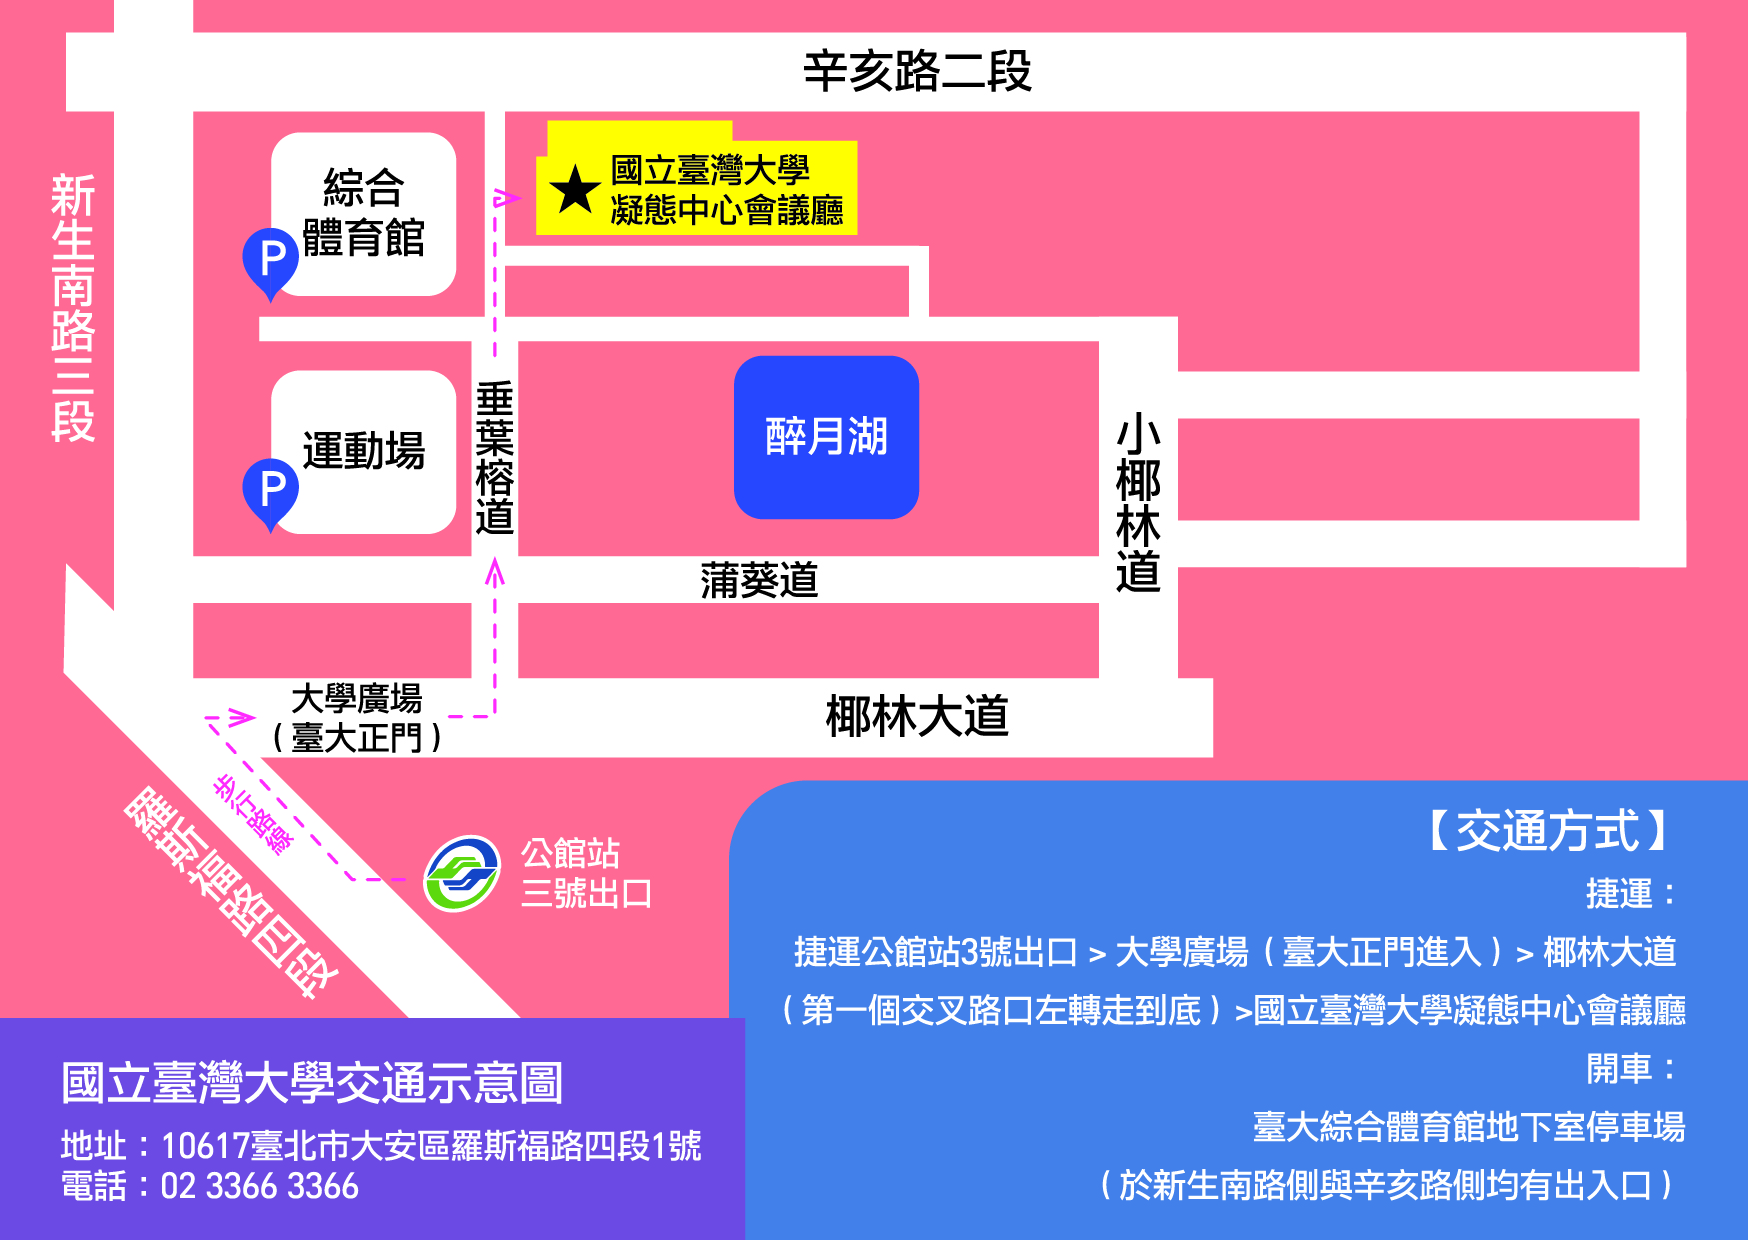 辛亥路二段
新生南路三段
綜合
體育館
P
國立臺灣大學
凝態中心會議廳
運動場
P
垂葉榕道
醉月湖
小椰林道
蒲葵道
大學廣場
（臺大正門）
椰林大道
步行路線
羅斯福路四段
公館站
三號出口
【交通方式】
捷運：
捷運公館站3號出口 > 大學廣場（臺大正門進入）> 椰林大道
（第一個交叉路口左轉走到底）>國立臺灣大學凝態中心會議廳
開車：
臺大綜合體育館地下室停車場
（於新生南路側與辛亥路側均有出入口）
國立臺灣大學交通示意圖
地址：10617臺北市大安區羅斯福路四段1號
電話：02 3366 3366